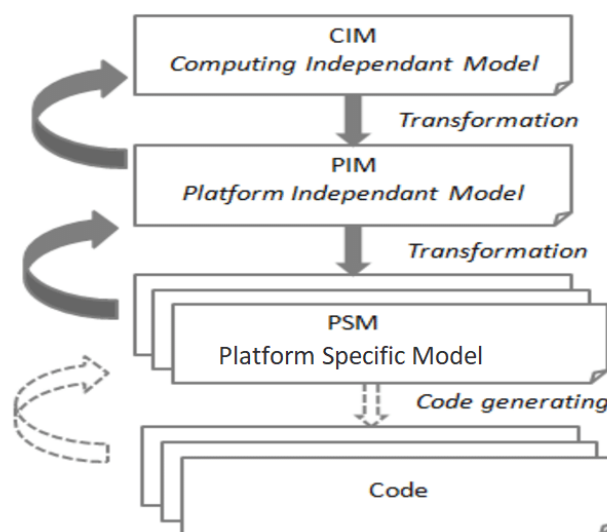 CIM
Computing Independant Model
Transformation
PIM
Platform Independant Model
Transformation
PSM
Platform Specific Model
Code generating
Code